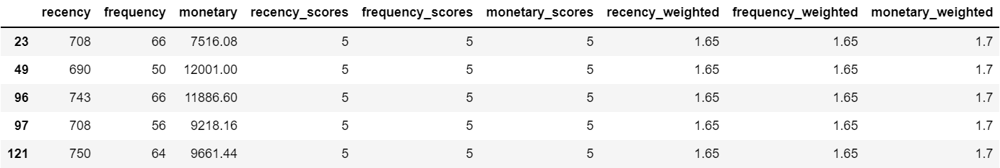 recency frequency monetary recency_scores frequency_scores monetary_scores recency_weighted frequency_weighted monetary_weighted
23 708 66 7516.08 5 5 5 1.65 1.65 1.7
49 690 50 12001.00 5 5 5 1.65 1.65 1.7
96 743 66 11886.60 5 5 5 1.65 1.65 1.7
97 708 56 9218.16 5 5 5 1.65 1.65 1.7
121 750 64 9661.44 5 5 5 1.65 1.65 1.7